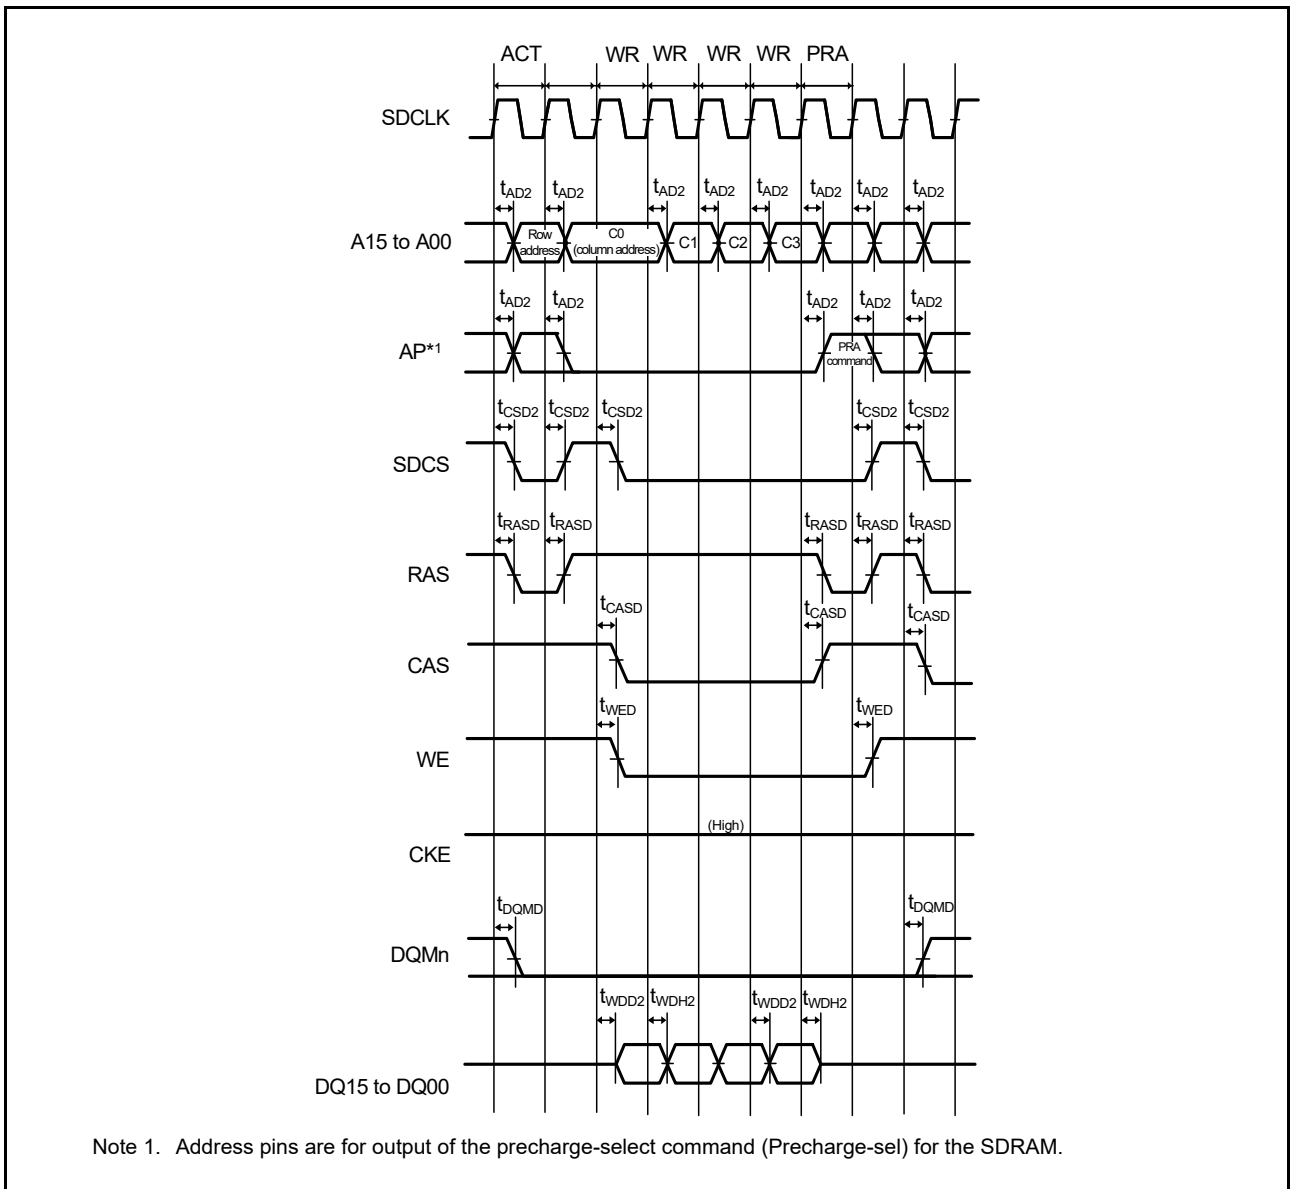 ACT WR WR WR WR PRA
SDCLK
tAD2 tAD2 tAD2 tAD2 tAD2 tAD2 tAD2 tAD2
A15 to A00
Row address
C0 (column address)
C1 C2 C3
tAD2 tAD2 tAD2 tAD2 tAD2
AP*1
PRA command
tCSD2 tCSD2 tCSD2 tCSD2 tCSD2
SDCS
tRASD tRASD tRASD tRASD tRASD
RAS
tCASD tCASD tCASD
CAS
tWED tWED
WE
(High)
CKE
tDQMD tDQMD
DQMn
tWDD2 tWDH2 tWDD2 tWDH2
DQ15 to DQ00
Note 1. Address pins are for output of the precharge-select command (Precharge-sel) for the SDRAM.